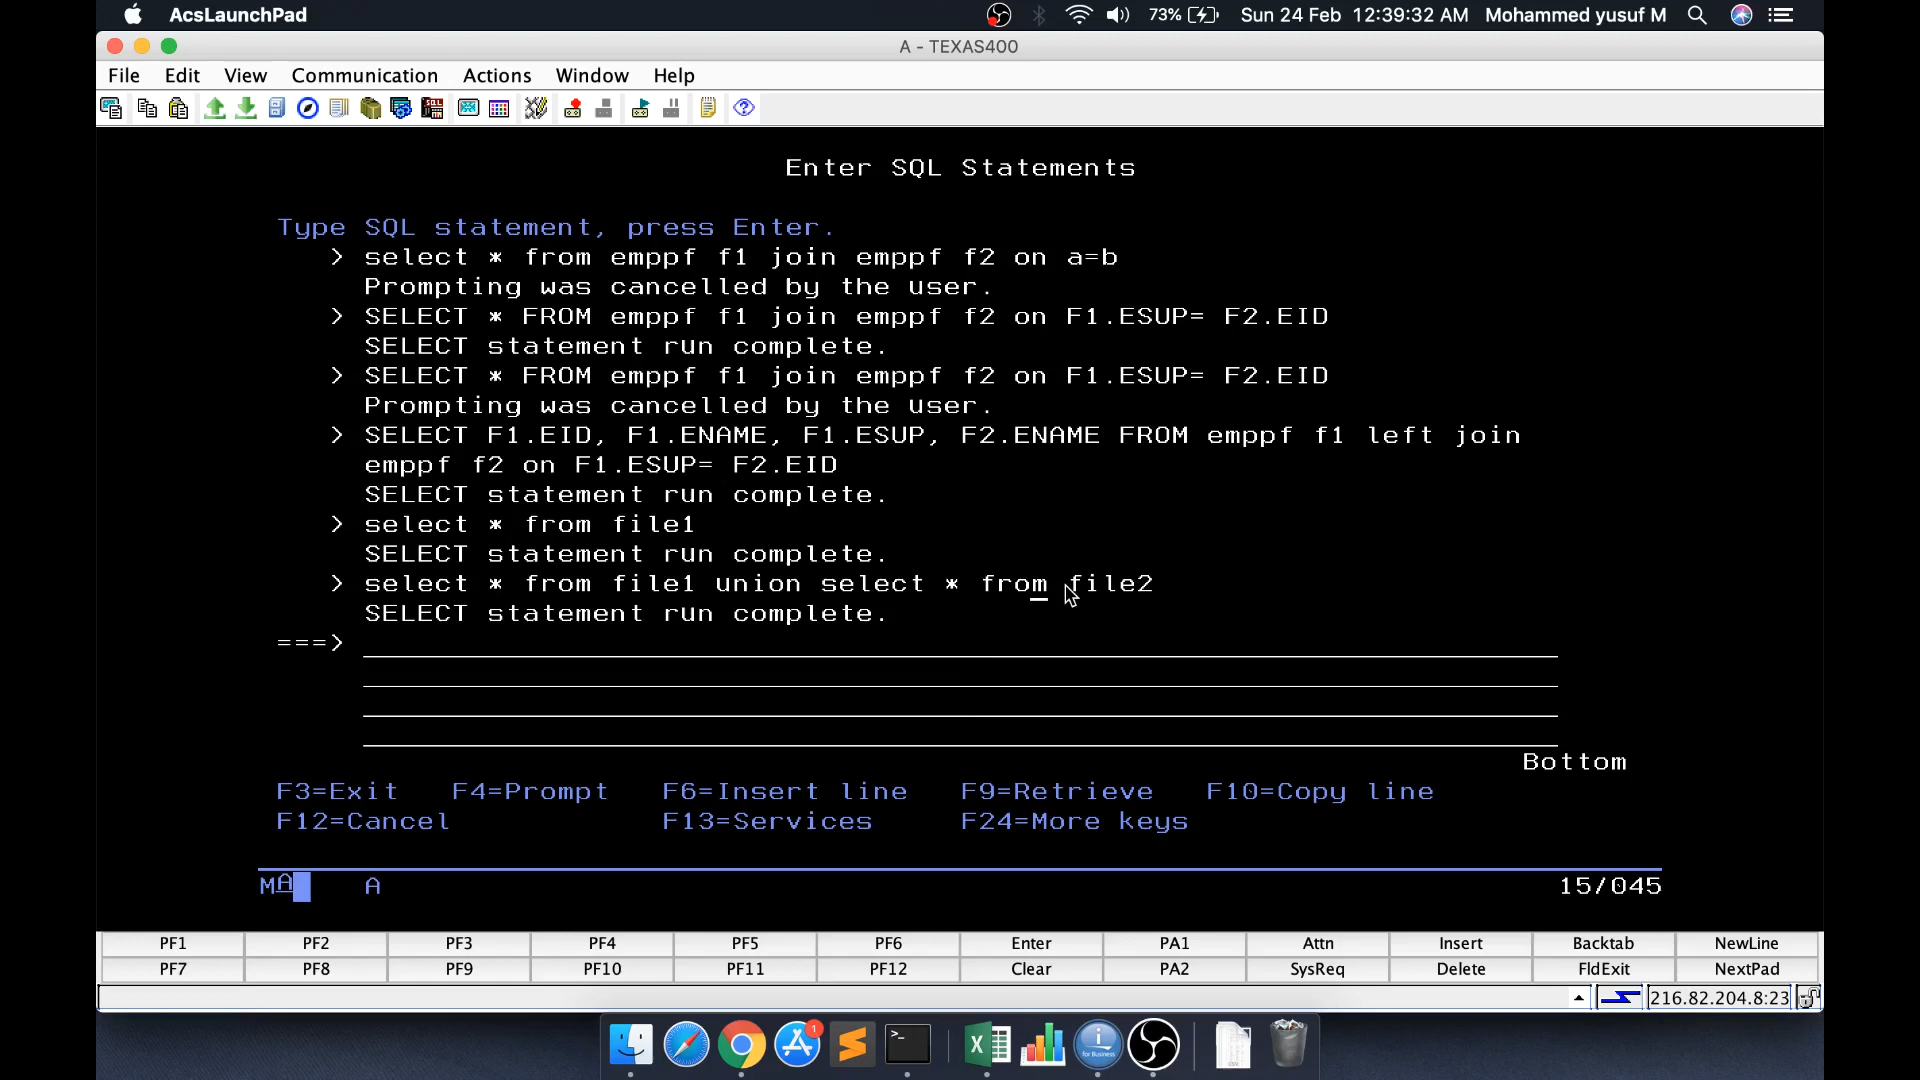 AcsLaunchPad 73% Sun 24 Feb 12:39:32 AM Mohammed yusuf M
A - TEXAS400
File Edit View Communication Actions Window Help
SQL
Enter SQL Statements
Type SQL statement, press Enter.
> select * from emppf f1 join emppf f2 on a=b
Prompting was cancelled by the user.
> SELECT * FROM emppf f1 join emppf f2 on F1.ESUP= F2.EID
SELECT statement run complete.
> SELECT * FROM emppf f1 join emppf f2 on F1.ESUP= F2.EID
Prompting was cancelled by the user.
> SELECT F1.EID, F1.ENAME, F1.ESUP, F2.ENAME FROM emppf f1 left join
emppf f2 on F1.ESUP= F2.EID
SELECT statement run complete.
> select * from file1
SELECT statement run complete.
> select * from file1 union select * from file2
SELECT statement run complete.
===>
Bottom
F3=Exit F4=Prompt F6=Insert line F9=Retrieve F10=Copy line
F12=Cancel F13=Services F24=More keys
MA A 15/045
PF1 PF2 PF3 PF4 PF5 PF6 Enter PA1 Attn Insert Backtab NewLine
PF7 PF8 PF9 PF10 PF11 PF12 Clear PA2 SysReq Delete FldExit NextPad
216.82.204.8:23
1
i
for Business